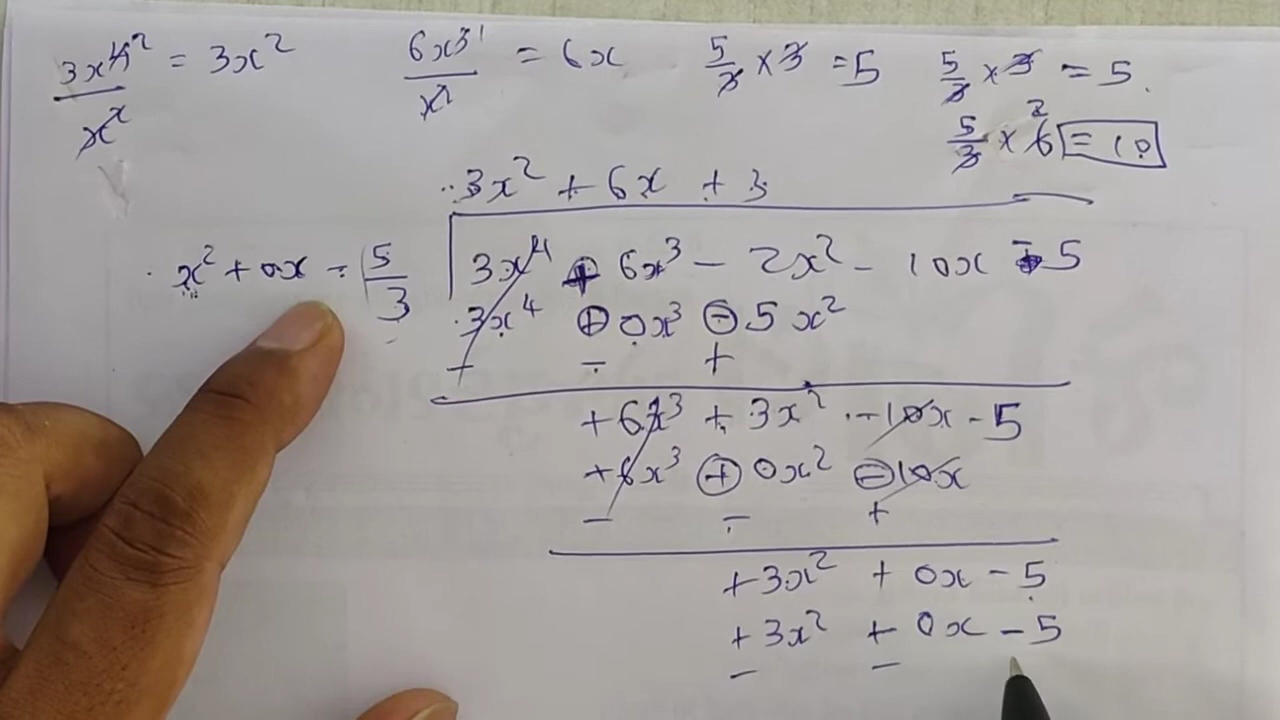 3x⁴/x² = 3x² 6x³/x² = 6x 5/3 × 3 = 5 5/3 × 3 = 5
5/3 × 6 = 10
3x² + 6x + 3
x² + 0x - 5/3 3x⁴ + 6x³ - 2x² - 10x - 5
3x⁴ + 0x³ - 5x²
+ - +
+6x³ + 3x² - 10x - 5
+6x³ + 0x² - 10x
- - +
+3x² + 0x - 5
+3x² + 0x - 5
- -